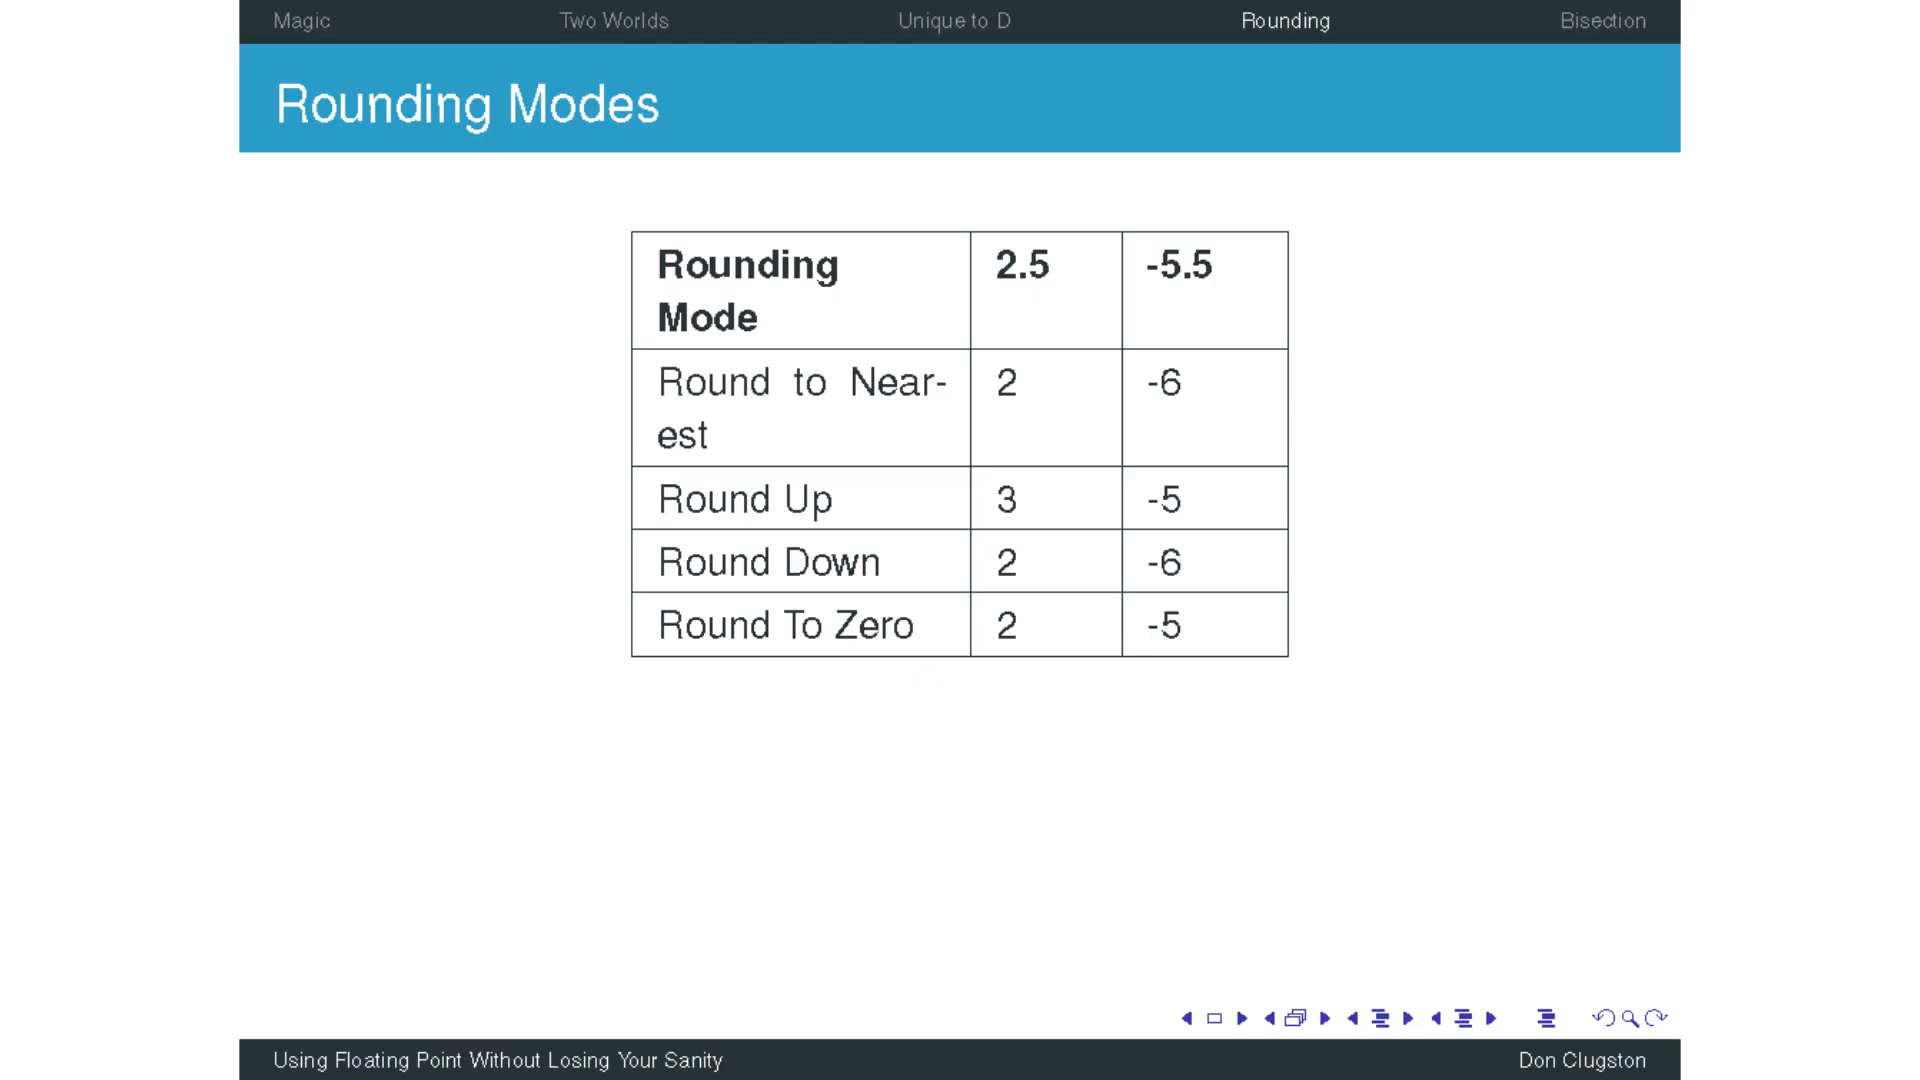 Magic Two Worlds Unique to D Rounding Bisection
Rounding Modes
Rounding 2.5 -5.5
Mode
Round to Near- 2 -6
est
Round Up 3 -5
Round Down 2 -6
Round To Zero 2 -5
Using Floating Point Without Losing Your Sanity Don Clugston